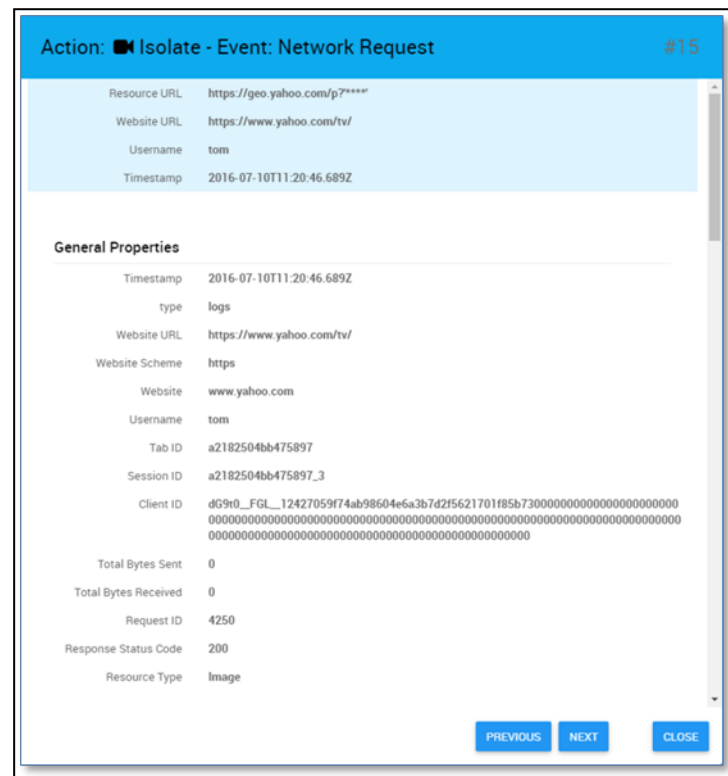 Action: Isolate - Event: Network Request #15
Resource URL https://geo.yahoo.com/p?'****'
Website URL https://www.yahoo.com/tv/
Username tom
Timestamp 2016-07-10T11:20:46.689Z
General Properties
Timestamp 2016-07-10T11:20:46.689Z
type logs
Website URL https://www.yahoo.com/tv/
Website Scheme https
Website www.yahoo.com
Username tom
Tab ID a2182504bb475897
Session ID a2182504bb475897_3
Client ID
Total Bytes Sent 0
Total Bytes Received 0
Request ID 4250
Response Status Code 200
Resource Type Image
PREVIOUS NEXT CLOSE